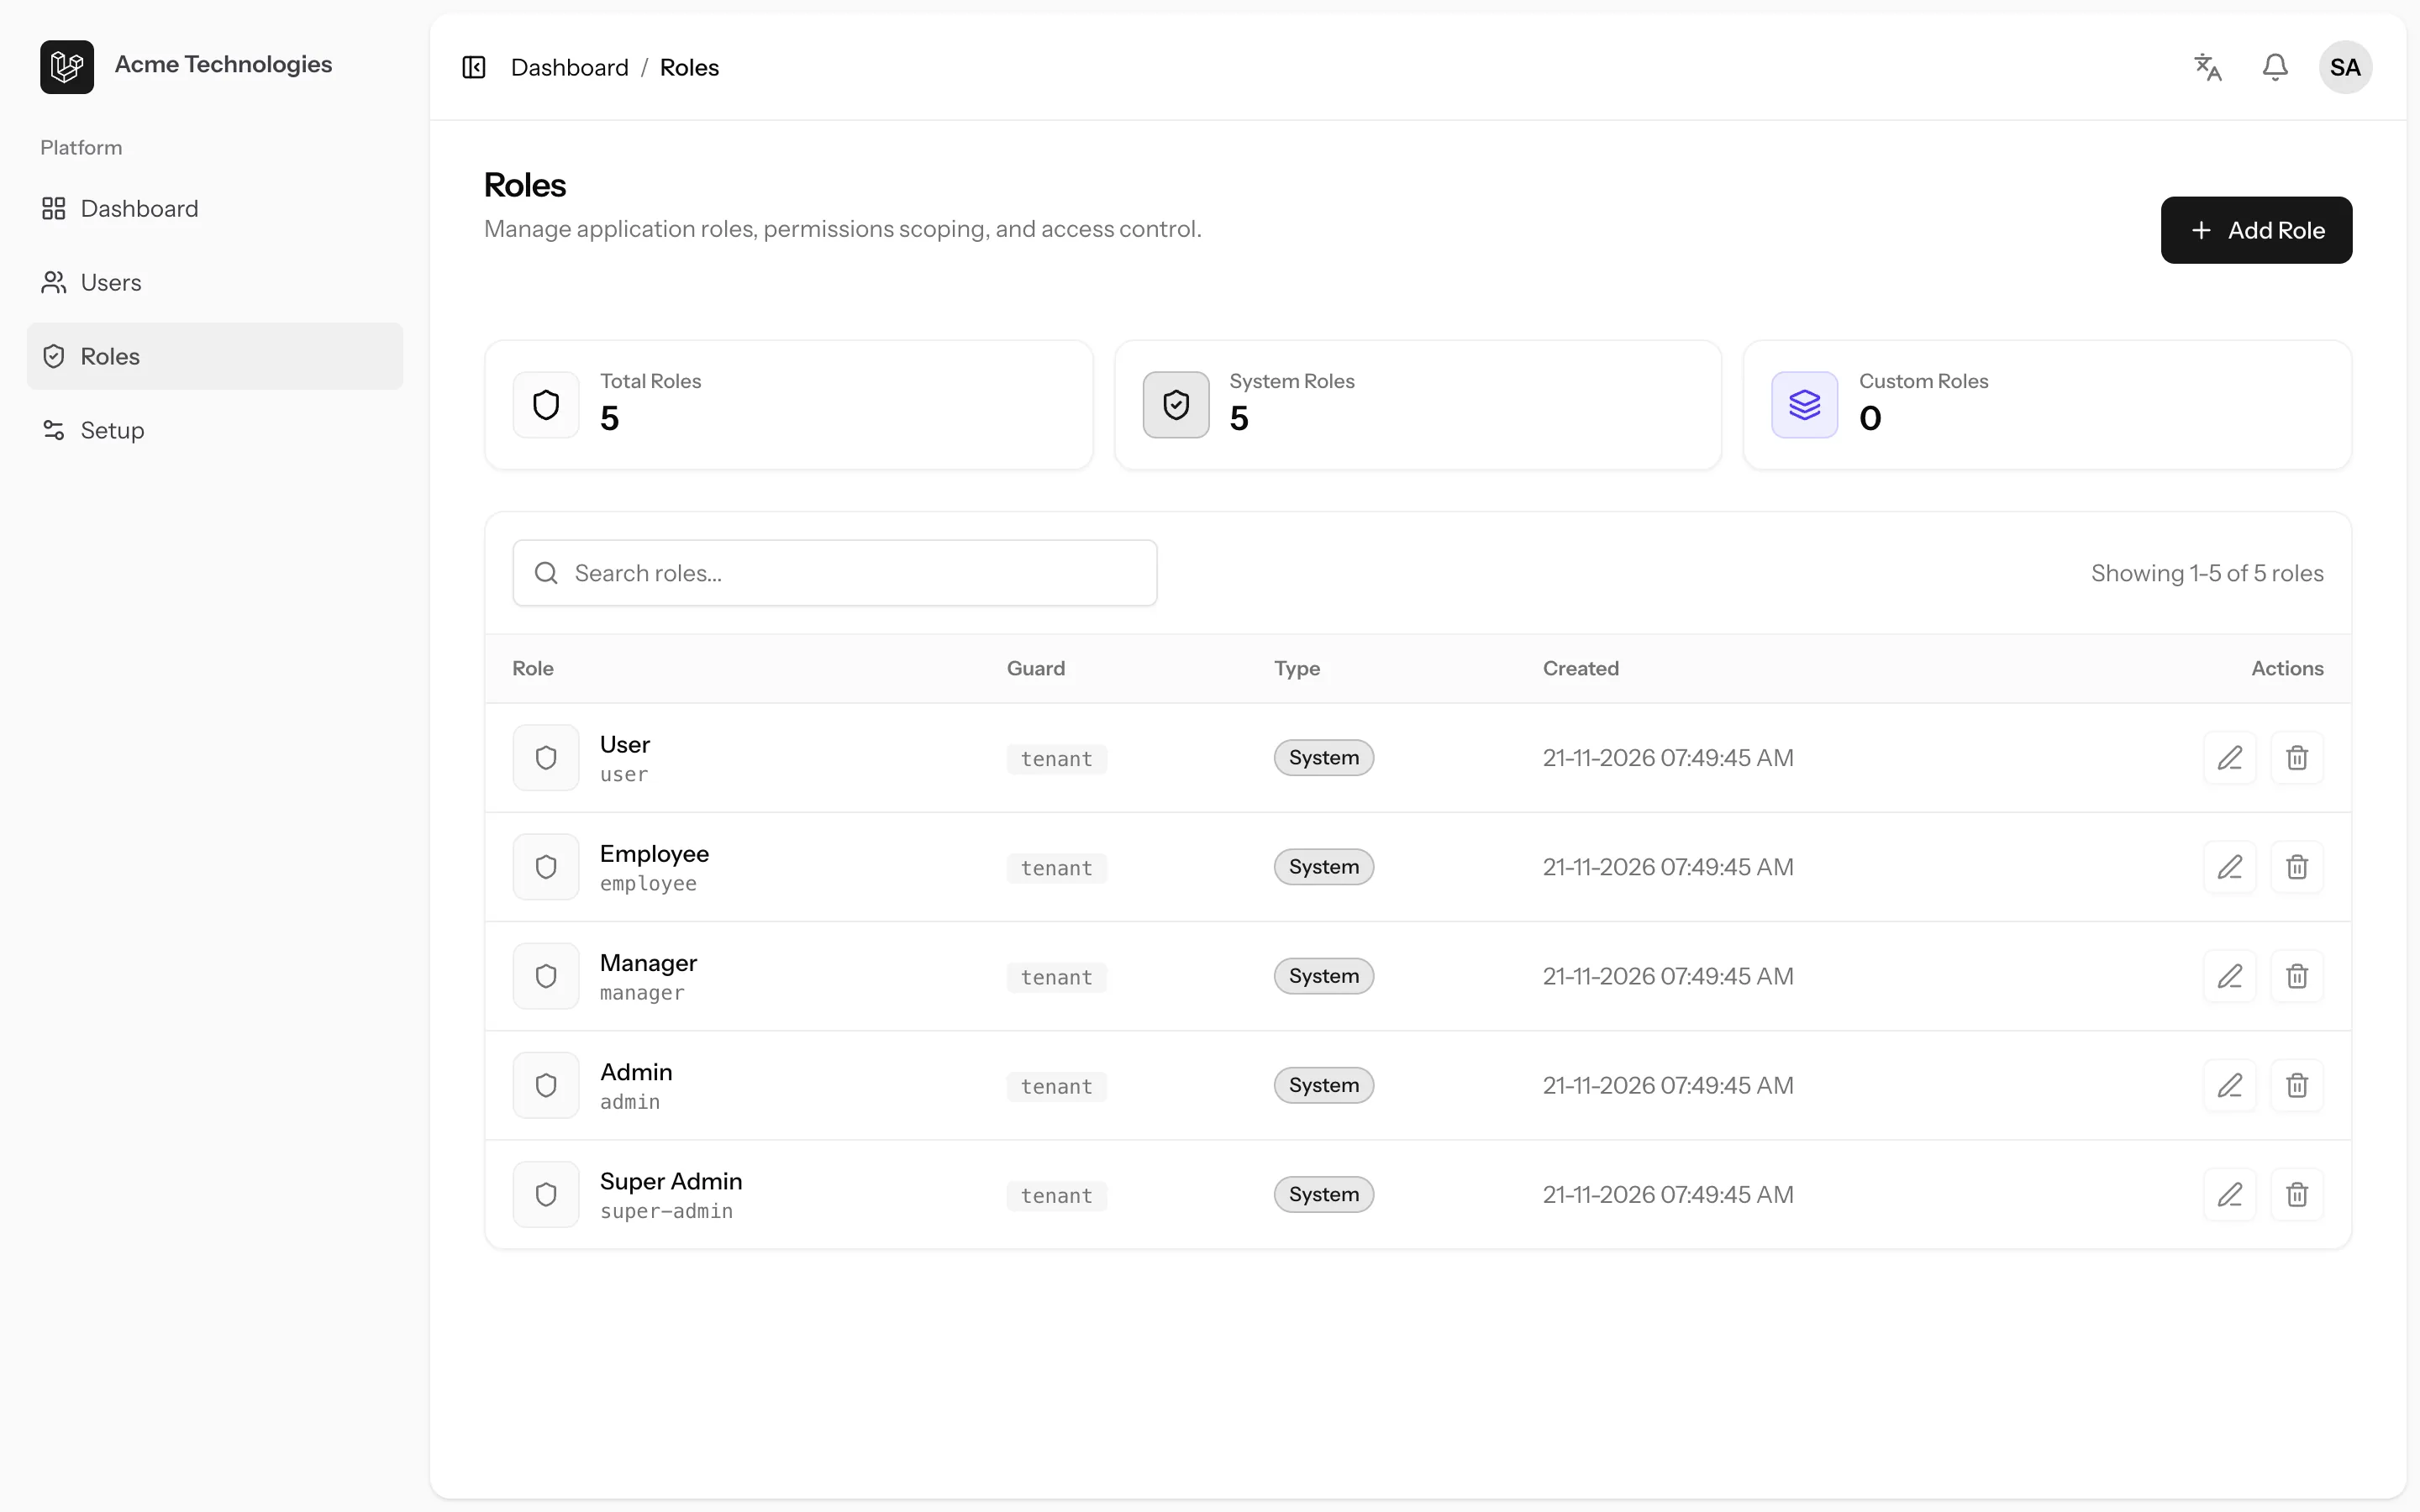 Acme Technologies
Platform
Dashboard
Users
Roles
Setup
Dashboard / Roles
SA
Roles
Manage application roles, permissions scoping, and access control.
+ Add Role
Total Roles
5
System Roles
5
Custom Roles
0
Search roles...
Showing 1-5 of 5 roles
Role Guard Type Created Actions
User
user
tenant System 21-11-2026 07:49:45 AM
Employee
employee
tenant System 21-11-2026 07:49:45 AM
Manager
manager
tenant System 21-11-2026 07:49:45 AM
Admin
admin
tenant System 21-11-2026 07:49:45 AM
Super Admin
super-admin
tenant System 21-11-2026 07:49:45 AM